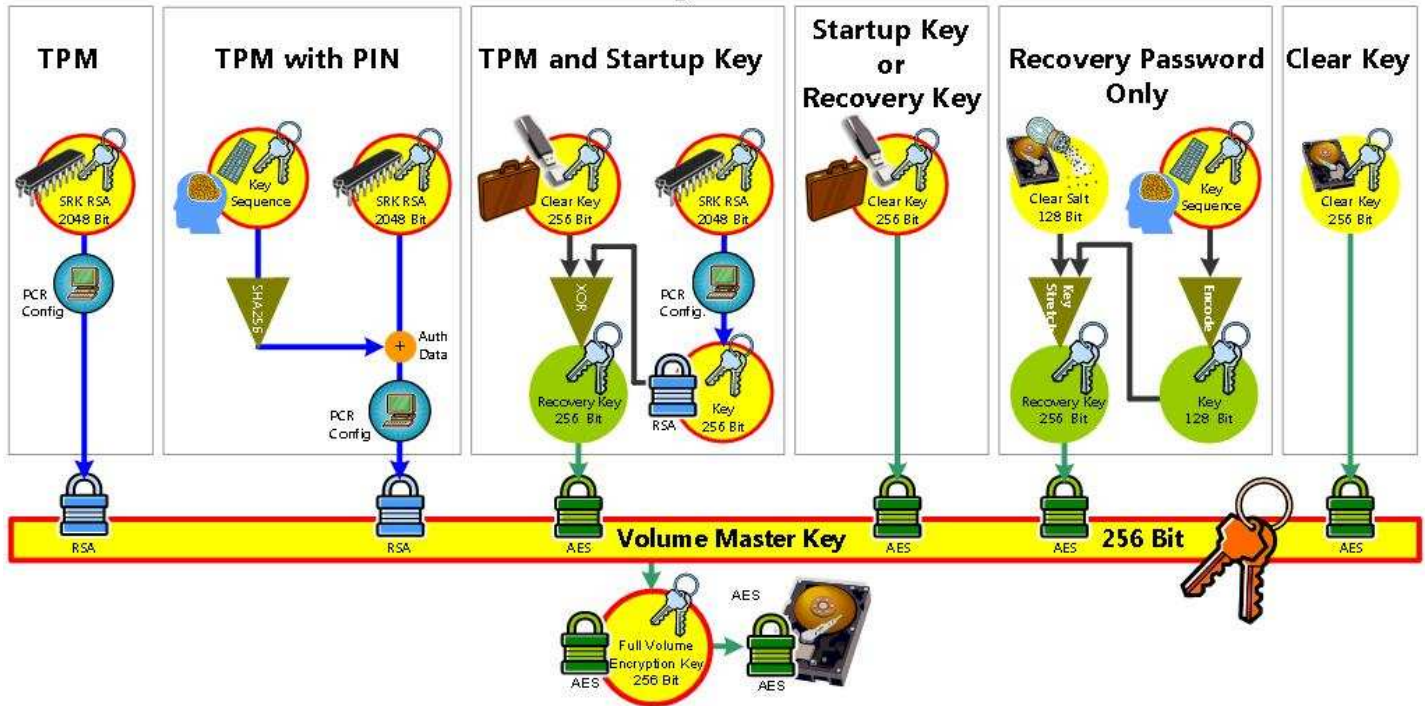 TPM
SRK RSA
2048 Bit
PCR
Config
RSA
TPM with PIN
Key
Sequence
SRK RSA
2048 Bit
SHA256
+
Auth
Data
PCR
Config
RSA
TPM and Startup Key
Clear Key
256 Bit
SRK RSA
2048 Bit
XOR
PCR
Config.
Recovery Key
256 Bit
RSA
Key
256 Bit
AES
Startup Key
or
Recovery Key
Clear Key
256 Bit
AES
Recovery Password
Only
Clear Salt
128 Bit
Key
Sequence
Key
Stretch
Encode
Recovery Key
256 Bit
Key
128 Bit
AES
Clear Key
Clear Key
256 Bit
AES
Volume Master Key
256 Bit
AES
Full Volume
Encryption Key
256 Bit
AES
AES